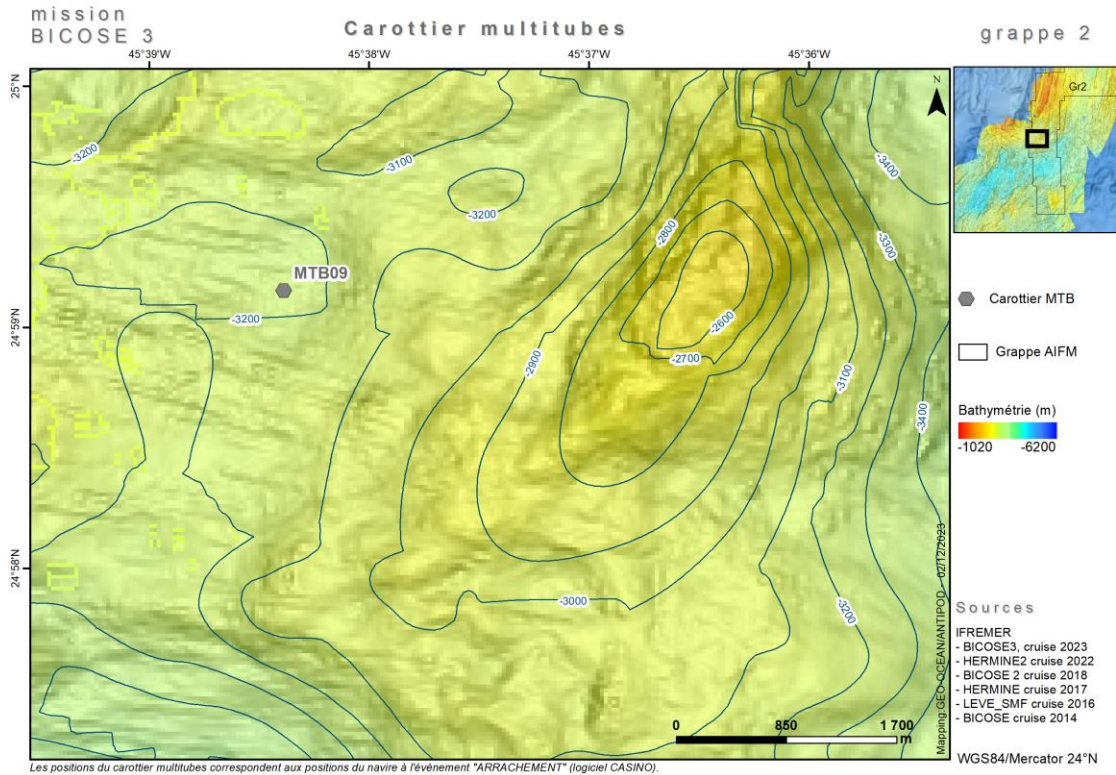 mission
BICOSE 3
Carottier multitubes
grappe 2
45°39'W
45°38'W
45°37'W
45°36'W
25°N
24°59'N
24°58'N
N
-3200
-3100
-3200
-2800
-3400
-3300
MTB09
-3200
-2600
-2700
-2900
-3100
-3400
-3000
-3200
0
850
1 700
m
Mapping:GEO-OCEAN/ANTIPOD_ 02/12/2023
Gr2
Carottier MTB
Grappe AIFM
Bathymétrie (m)
-1020
-6200
Sources
IFREMER
- BICOSE3, cruise 2023
- HERMINE2 cruise 2022
- BICOSE 2 cruise 2018
- HERMINE cruise 2017
- LEVE_SMF cruise 2016
- BICOSE cruise 2014
WGS84/Mercator 24°N
Les positions du carottier multitubes correspondent aux positions du navire à l'évènement "ARRACHEMENT" (logiciel CASINO).